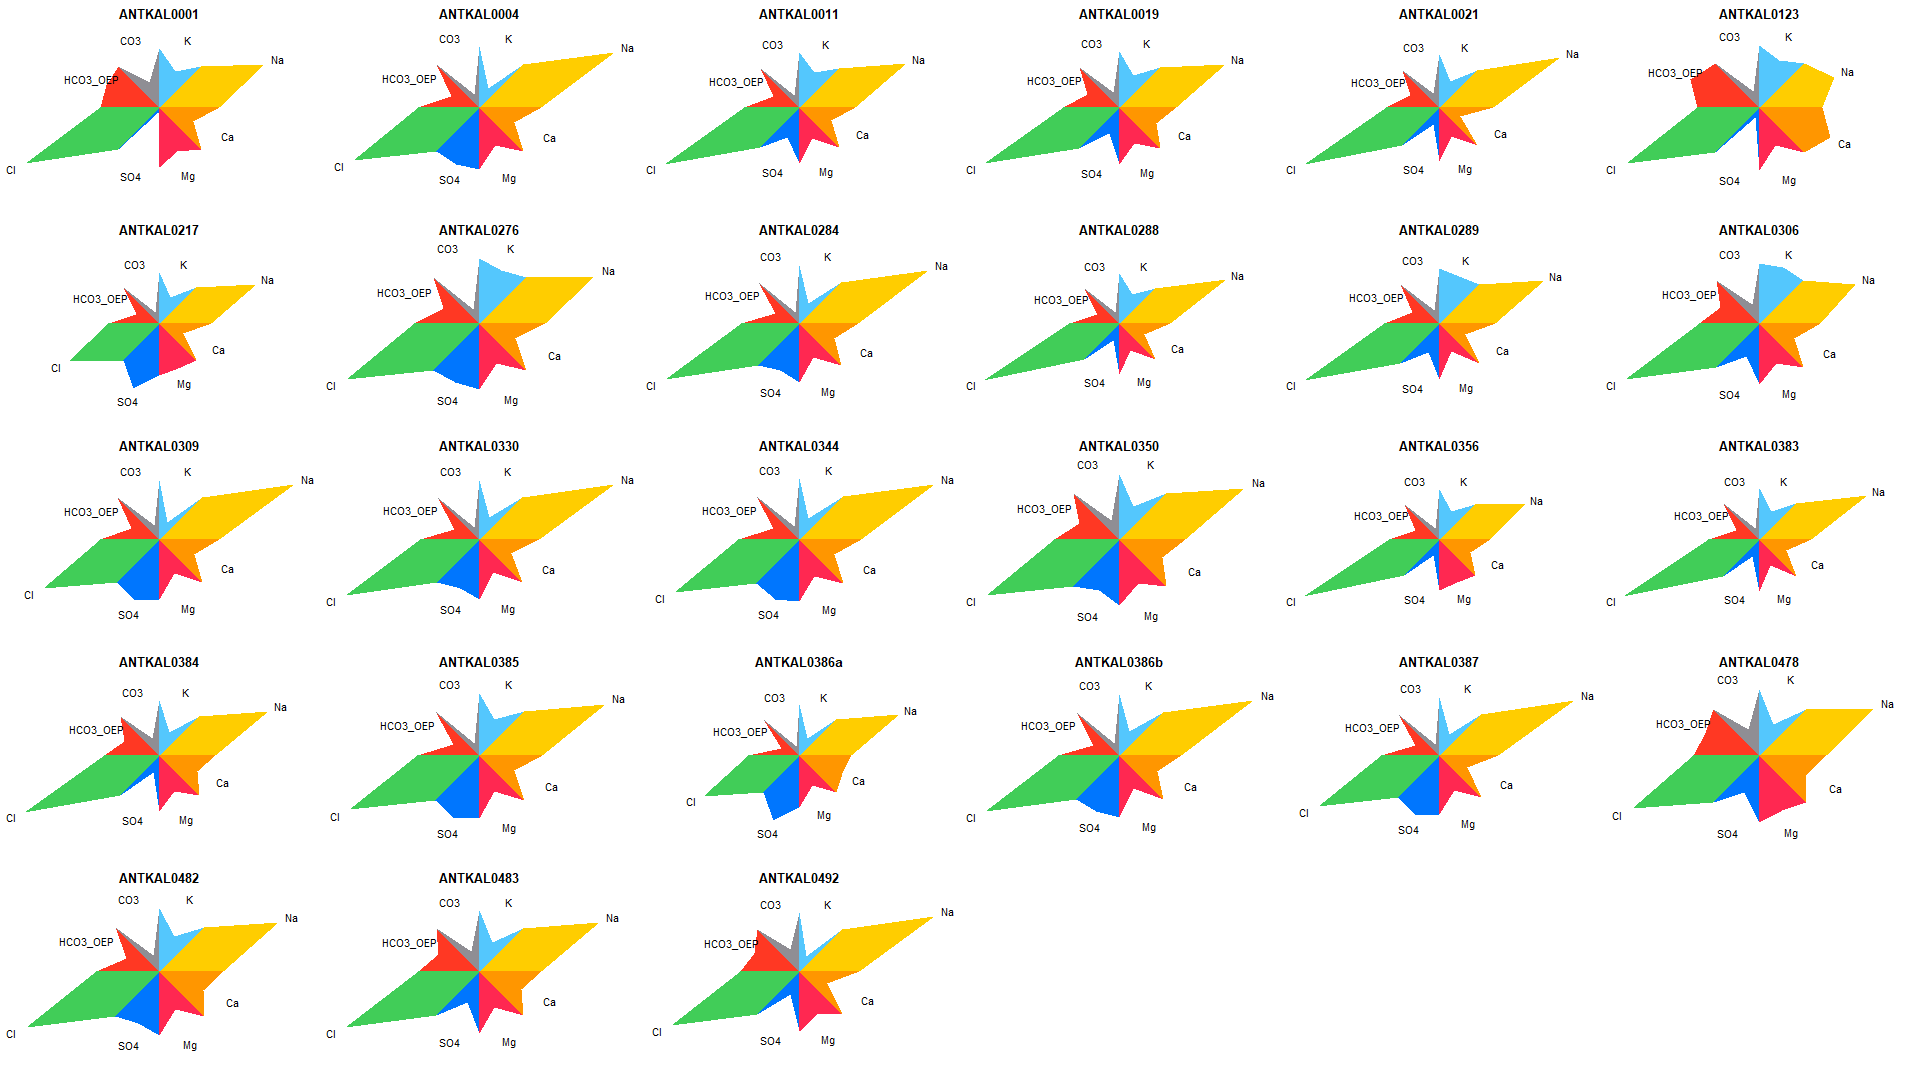 ANTKAL0001 ANTKAL0004 ANTKAL0011 ANTKAL0019 ANTKAL0021 ANTKAL0123
CO3 K Na HCO3_OEP Ca Cl SO4 Mg
CO3 K Na HCO3_OEP Ca Cl SO4 Mg
CO3 K Na HCO3_OEP Ca Cl SO4 Mg
CO3 K Na HCO3_OEP Ca Cl SO4 Mg
CO3 K Na HCO3_OEP Ca Cl SO4 Mg
CO3 K Na HCO3_OEP Ca Cl SO4 Mg
ANTKAL0217 ANTKAL0276 ANTKAL0284 ANTKAL0288 ANTKAL0289 ANTKAL0306
CO3 K Na HCO3_OEP Ca Cl SO4 Mg
CO3 K Na HCO3_OEP Ca Cl SO4 Mg
CO3 K Na HCO3_OEP Ca Cl SO4 Mg
CO3 K Na HCO3_OEP Ca Cl SO4 Mg
CO3 K Na HCO3_OEP Ca Cl SO4 Mg
CO3 K Na HCO3_OEP Ca Cl SO4 Mg
ANTKAL0309 ANTKAL0330 ANTKAL0344 ANTKAL0350 ANTKAL0356 ANTKAL0383
CO3 K Na HCO3_OEP Ca Cl SO4 Mg
CO3 K Na HCO3_OEP Ca Cl SO4 Mg
CO3 K Na HCO3_OEP Ca Cl SO4 Mg
CO3 K Na HCO3_OEP Ca Cl SO4 Mg
CO3 K Na HCO3_OEP Ca Cl SO4 Mg
CO3 K Na HCO3_OEP Ca Cl SO4 Mg
ANTKAL0384 ANTKAL0385 ANTKAL0386a ANTKAL0386b ANTKAL0387 ANTKAL0478
CO3 K Na HCO3_OEP Ca Cl SO4 Mg
CO3 K Na HCO3_OEP Ca Cl SO4 Mg
CO3 K Na HCO3_OEP Ca Cl SO4 Mg
CO3 K Na HCO3_OEP Ca Cl SO4 Mg
CO3 K Na HCO3_OEP Ca Cl SO4 Mg
CO3 K Na HCO3_OEP Ca Cl SO4 Mg
ANTKAL0482 ANTKAL0483 ANTKAL0492
CO3 K Na HCO3_OEP Ca Cl SO4 Mg
CO3 K Na HCO3_OEP Ca Cl SO4 Mg
CO3 K Na HCO3_OEP Ca Cl SO4 Mg